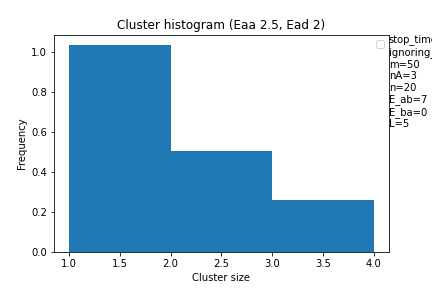 Cluster histogram (Eaa 2.5, Ead 2)
Frequency
1.0
0.8
0.6
0.4
0.2
0.0
1.0 1.5 2.0 2.5 3.0 3.5 4.0
Cluster size
m=50
nA=3
n=20
E_ab=7
E_ba=0
L=5